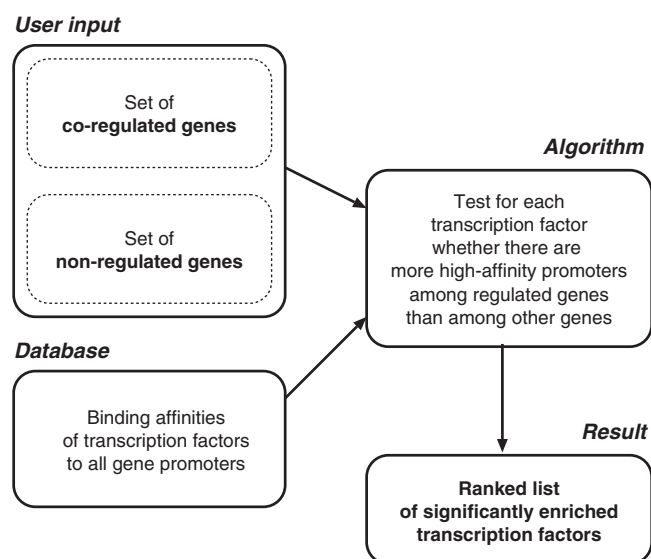 User input
Set of
co-regulated genes
Set of
non-regulated genes
Database
Binding affinities
of transcription factors
to all gene promoters
Algorithm
Test for each
transcription factor
whether there are
more high-affinity promoters
among regulated genes
than among other genes
Result
Ranked list
of significantly enriched
transcription factors